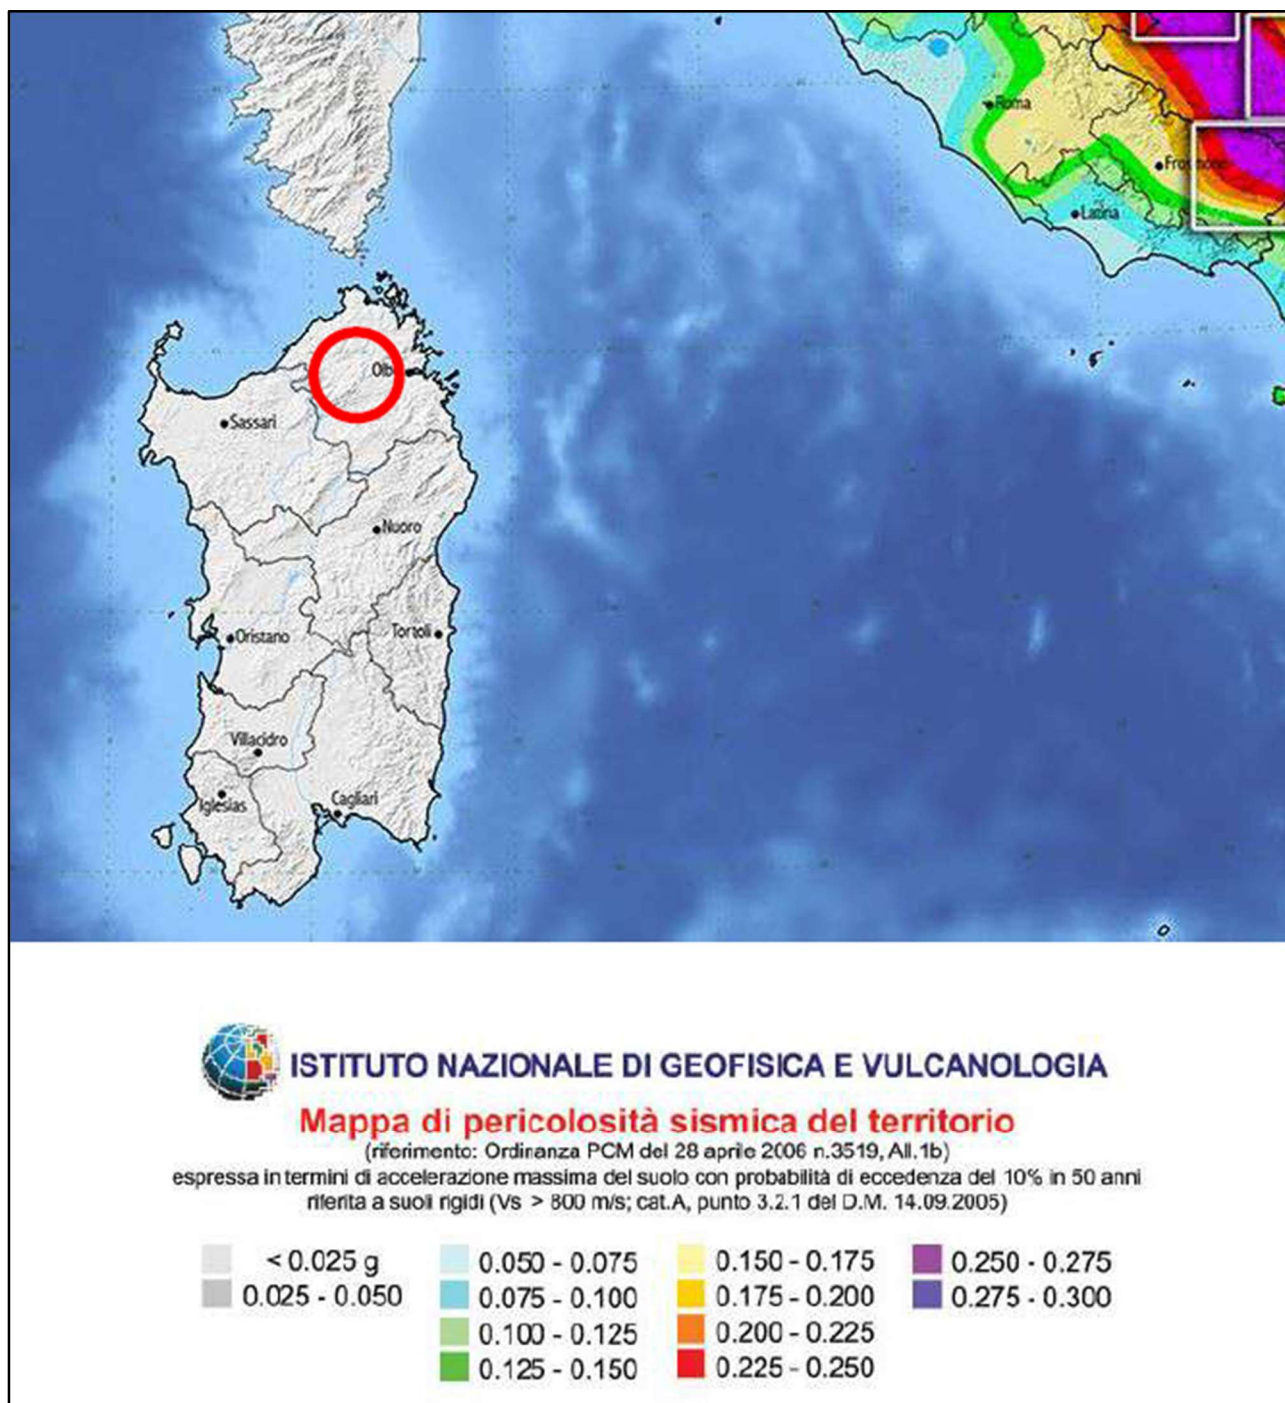 Roma
Frosinone
Latina
Olb
Sassari
Nuoro
Oristano
Tortoli
Villacidro
Iglesias
Cagliari
ISTITUTO NAZIONALE DI GEOFISICA E VULCANOLOGIA
Mappa di pericolosità sismica del territorio
(riferimento: Ordinanza PCM del 28 aprile 2006 n.3519, All.1b)
espressa in termini di accelerazione massima del suolo con probabilità di eccedenza del 10% in 50 anni
riferita a suoli rigidi (Vs > 800 m/s; cat.A, punto 3.2.1 del D.M. 14.09.2005)
< 0.025 g
0.025 - 0.050
0.050 - 0.075
0.075 - 0.100
0.100 - 0.125
0.125 - 0.150
0.150 - 0.175
0.175 - 0.200
0.200 - 0.225
0.225 - 0.250
0.250 - 0.275
0.275 - 0.300